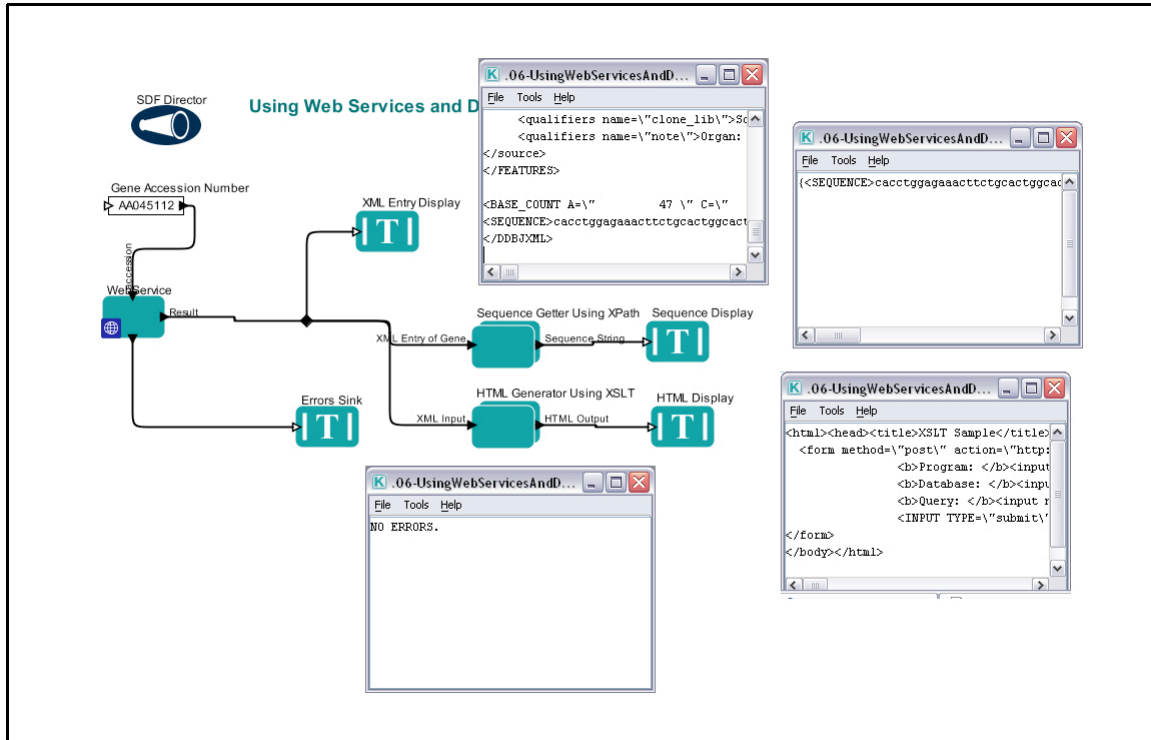 SDF Director
Using Web Services and D
Gene Accession Number
AA045112
XML Entry Display
T
WebService
Result
XML Entry of Gene
Sequence Getter Using XPath
Sequence String
Sequence Display
T
Errors Sink
T
XML Input
HTML Generator Using XSLT
HTML Output
HTML Display
T
K .06-UsingWebServicesAndD...
File Tools Help
<qualifiers name=\"clone_lib\">So
<qualifiers name=\"note\">Organ:
</source>
</FEATURES>
<BASE_COUNT A=\" 47 \" C=\"
<SEQUENCE>cacctggagaaacttctgcactggcact
</DDBJXML>
K .06-UsingWebServicesAndD...
File Tools Help
{<SEQUENCE>cacctggagaaacttctgcactggcac
K .06-UsingWebServicesAndD...
File Tools Help
<html><head><title>XSLT Sample</title>
<form method=\"post\" action=\"http:
<b>Program: </b><input
<b>Database: </b><inpu
<b>Query: </b><input
<INPUT TYPE=\"submit\"
</form>
</body></html>
K .06-UsingWebServicesAndD...
File Tools Help
NO ERRORS.